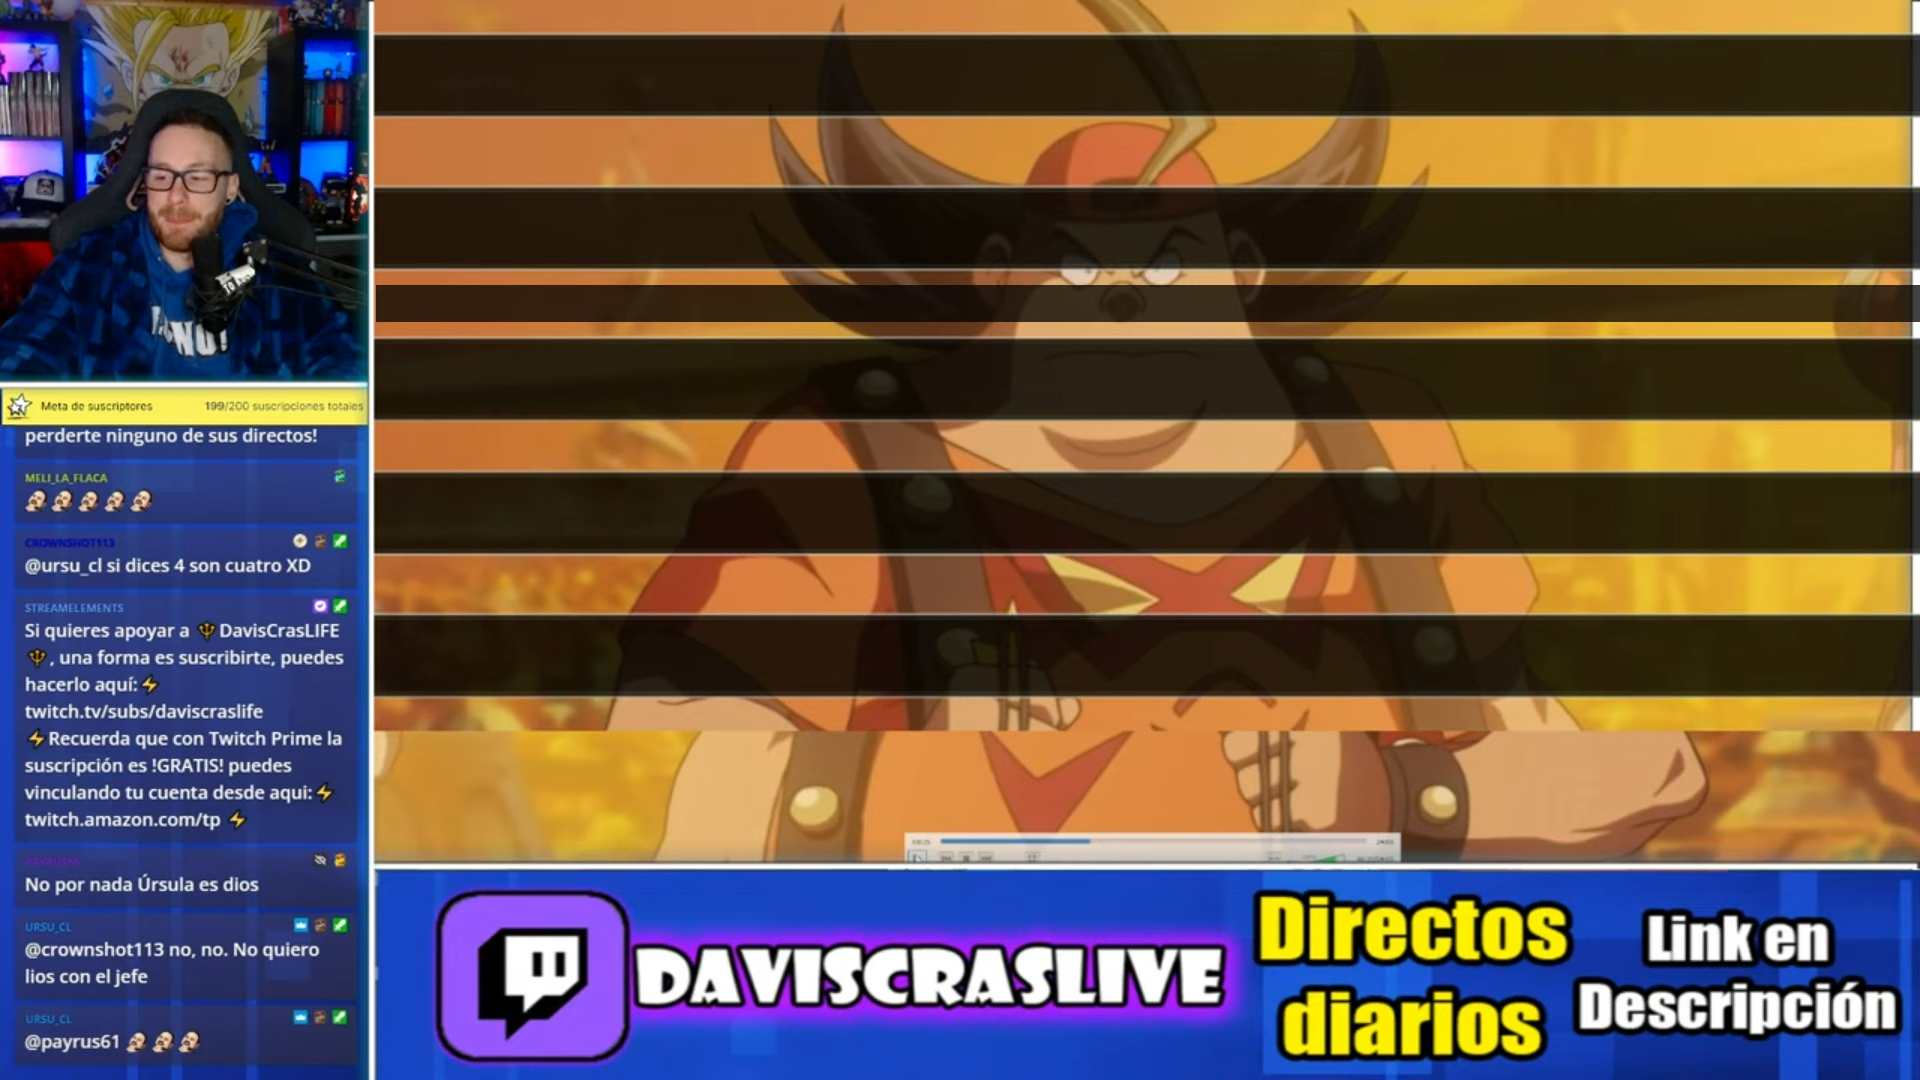 Meta de suscriptores 199/200 suscripciones totales
perderte ninguno de sus directos!
MELI_LA_FLACA
CROWNSHOT113
@ursu_cl si dices 4 son cuatro XD
STREAMELEMENTS
Si quieres apoyar a DavisCrasLIFE
, una forma es suscribirte, puedes
hacerlo aquí:
twitch.tv/subs/daviscraslife
Recuerda que con Twitch Prime la
suscripción es !GRATIS! puedes
vinculando tu cuenta desde aqui:
twitch.amazon.com/tp
PAYRUS61
No por nada Úrsula es dios
URSU_CL
@crownshot113 no, no. No quiero
lios con el jefe
URSU_CL
@payrus61
DAVISCRASLIVE
Directos
diarios
Link en
Descripción